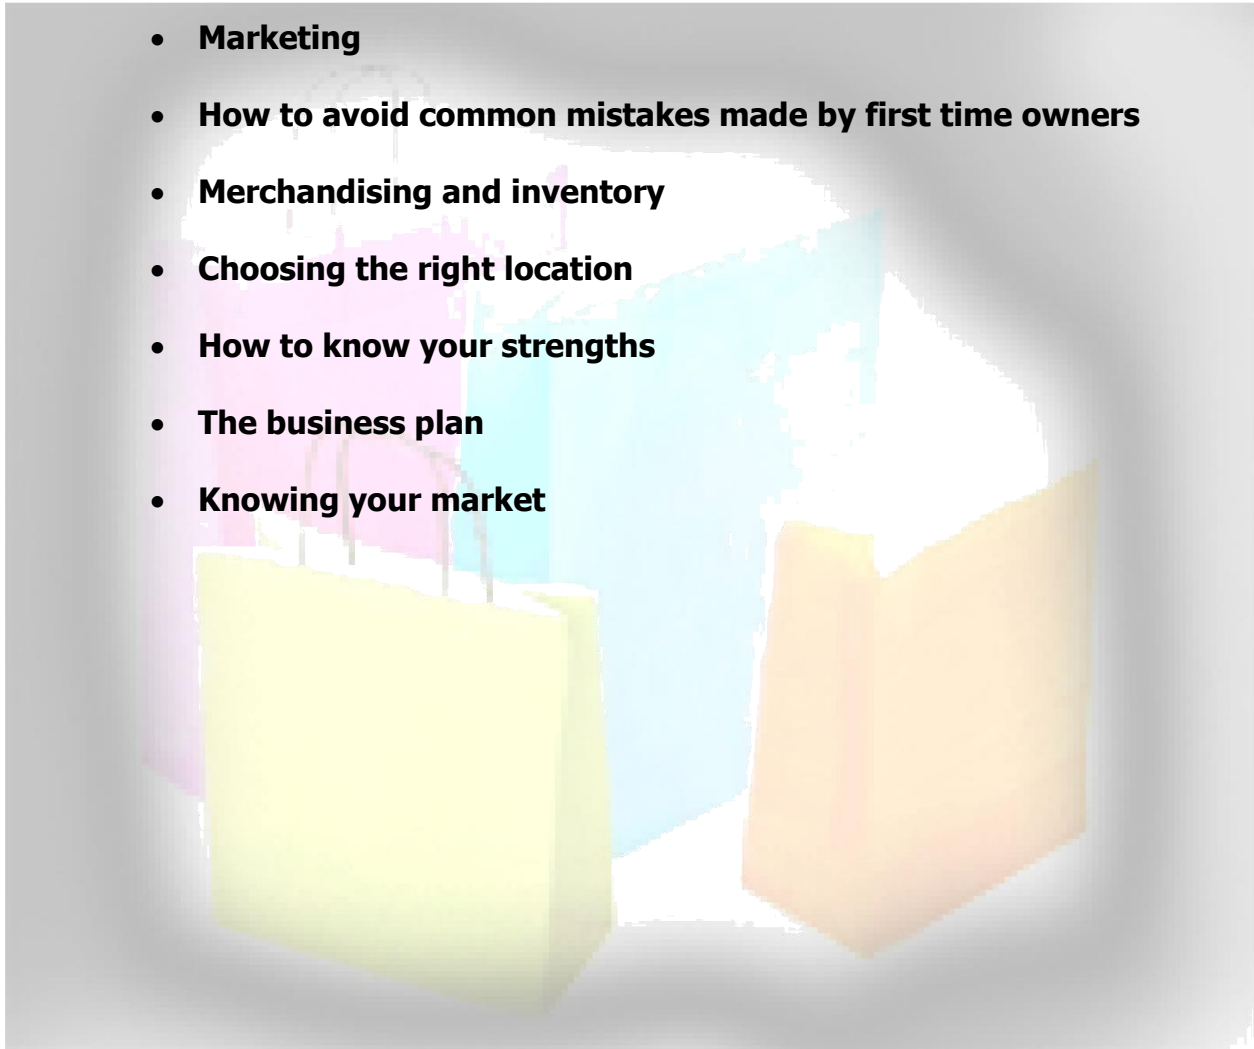 • Marketing
• How to avoid common mistakes made by first time owners
• Merchandising and inventory
• Choosing the right location
• How to know your strengths
• The business plan
• Knowing your market